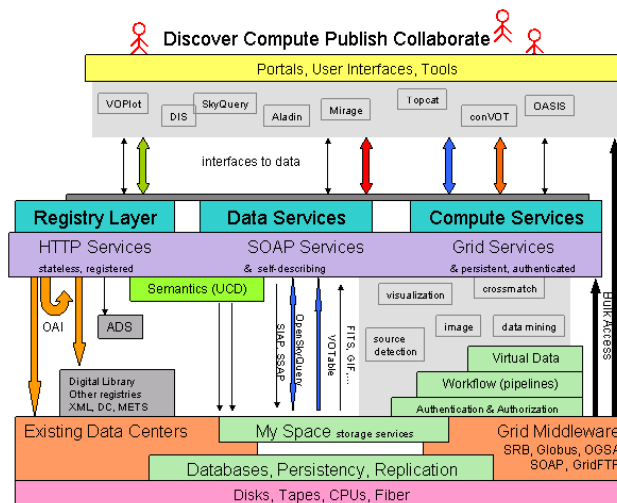 Discover Compute Publish Collaborate
Portals, User Interfaces, Tools
VOPlot
DIS
SkyQuery
Aladin
Mirage
Topcat
conVOT
OASIS
interfaces to data
Registry Layer
Data Services
Compute Services
HTTP Services
SOAP Services
Grid Services
stateless, registered
& self-describing
& persistent, authenticated
Semantics (UCD)
OAI
ADS
SIAP, SSAP
OpenSkyQuery
VOTable
FITS, GIF,...
visualization
crossmatch
image
data mining
source
detection
Bulk Access
Virtual Data
Workflow (pipelines)
Authentication & Authorization
Digital Library
Other registries
XML, DC, METS
Existing Data Centers
My Space storage services
Grid Middleware
SRB, Globus, OGSA
SOAP, GridFTP
Databases, Persistency, Replication
Disks, Tapes, CPUs, Fiber